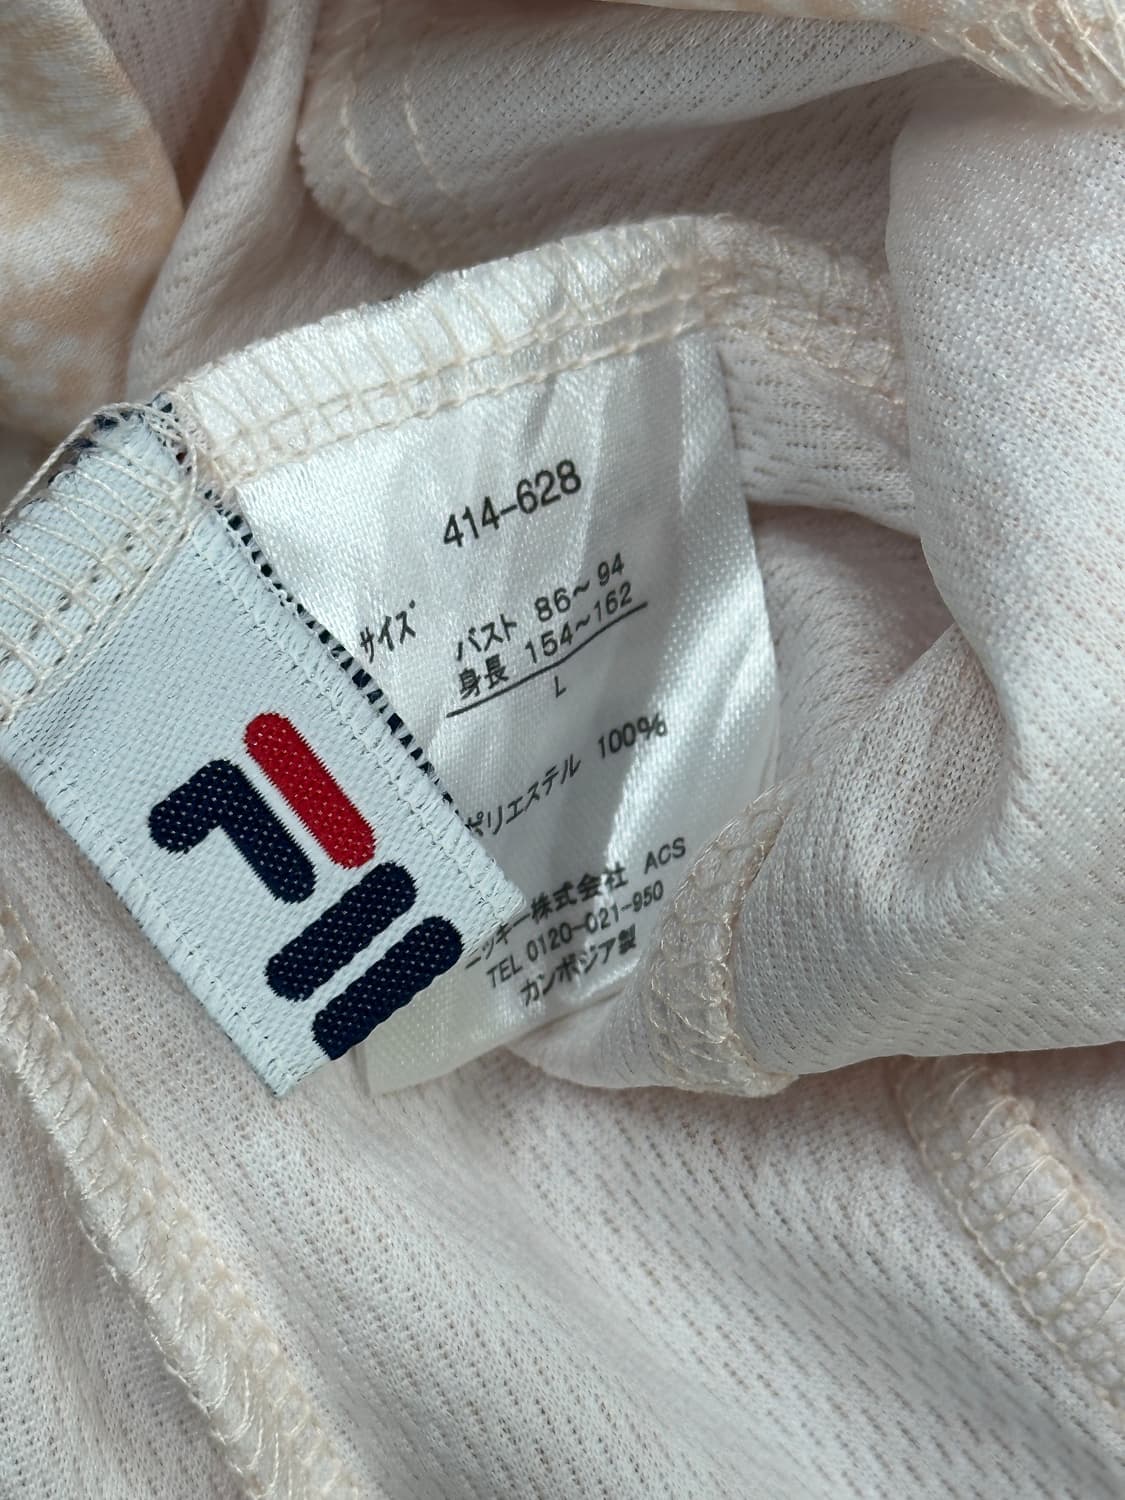 414-628
サイズ バスト 86～94
身長 154～162
L
ポリエステル 100%
ニッキー株式会社 ACS
TEL 0120-021-950
カンボジア製
FILA